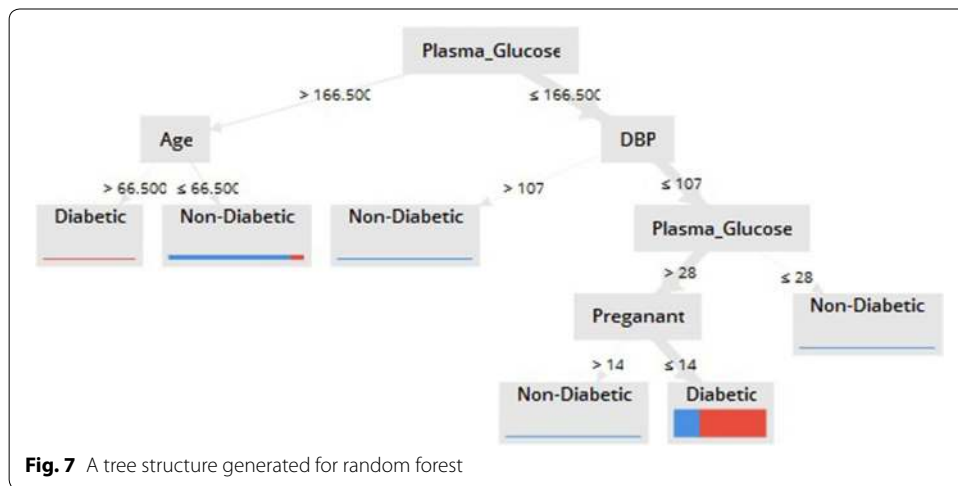 Plasma_Glucose
> 166.500 ≤ 166.500
Age DBP
> 66.500 ≤ 66.500 > 107 ≤ 107
Diabetic Non-Diabetic Non-Diabetic Plasma_Glucose
> 28 ≤ 28
Preganant Non-Diabetic
> 14 ≤ 14
Non-Diabetic Diabetic
Fig. 7 A tree structure generated for random forest